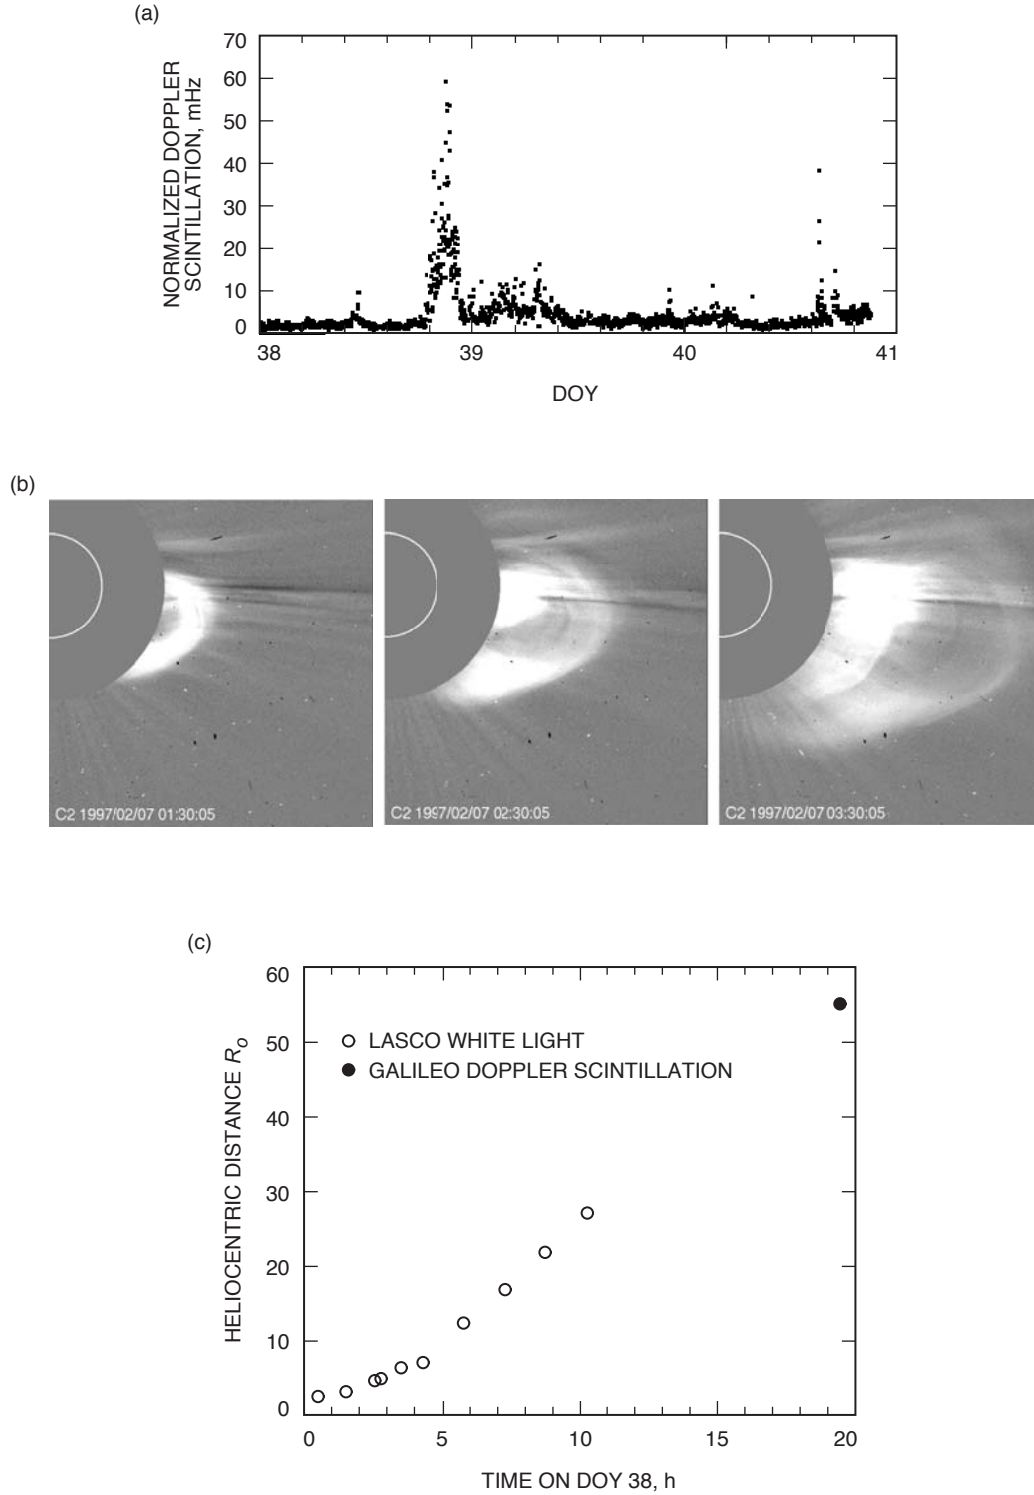 (a)
70
60
50
40
30
20
10
0
NORMALIZED DOPPLER
SCINTILLATION, mHz
38
39
40
41
DOY
(b)
C2 1997/02/07 01:30:05
C2 1997/02/07 02:30:05
C2 1997/02/07 03:30:05
(c)
60
50
40
30
20
10
0
HELIOCENTRIC DISTANCE Ro
LASCO WHITE LIGHT
GALILEO DOPPLER SCINTILLATION
0
5
10
15
20
TIME ON DOY 38, h